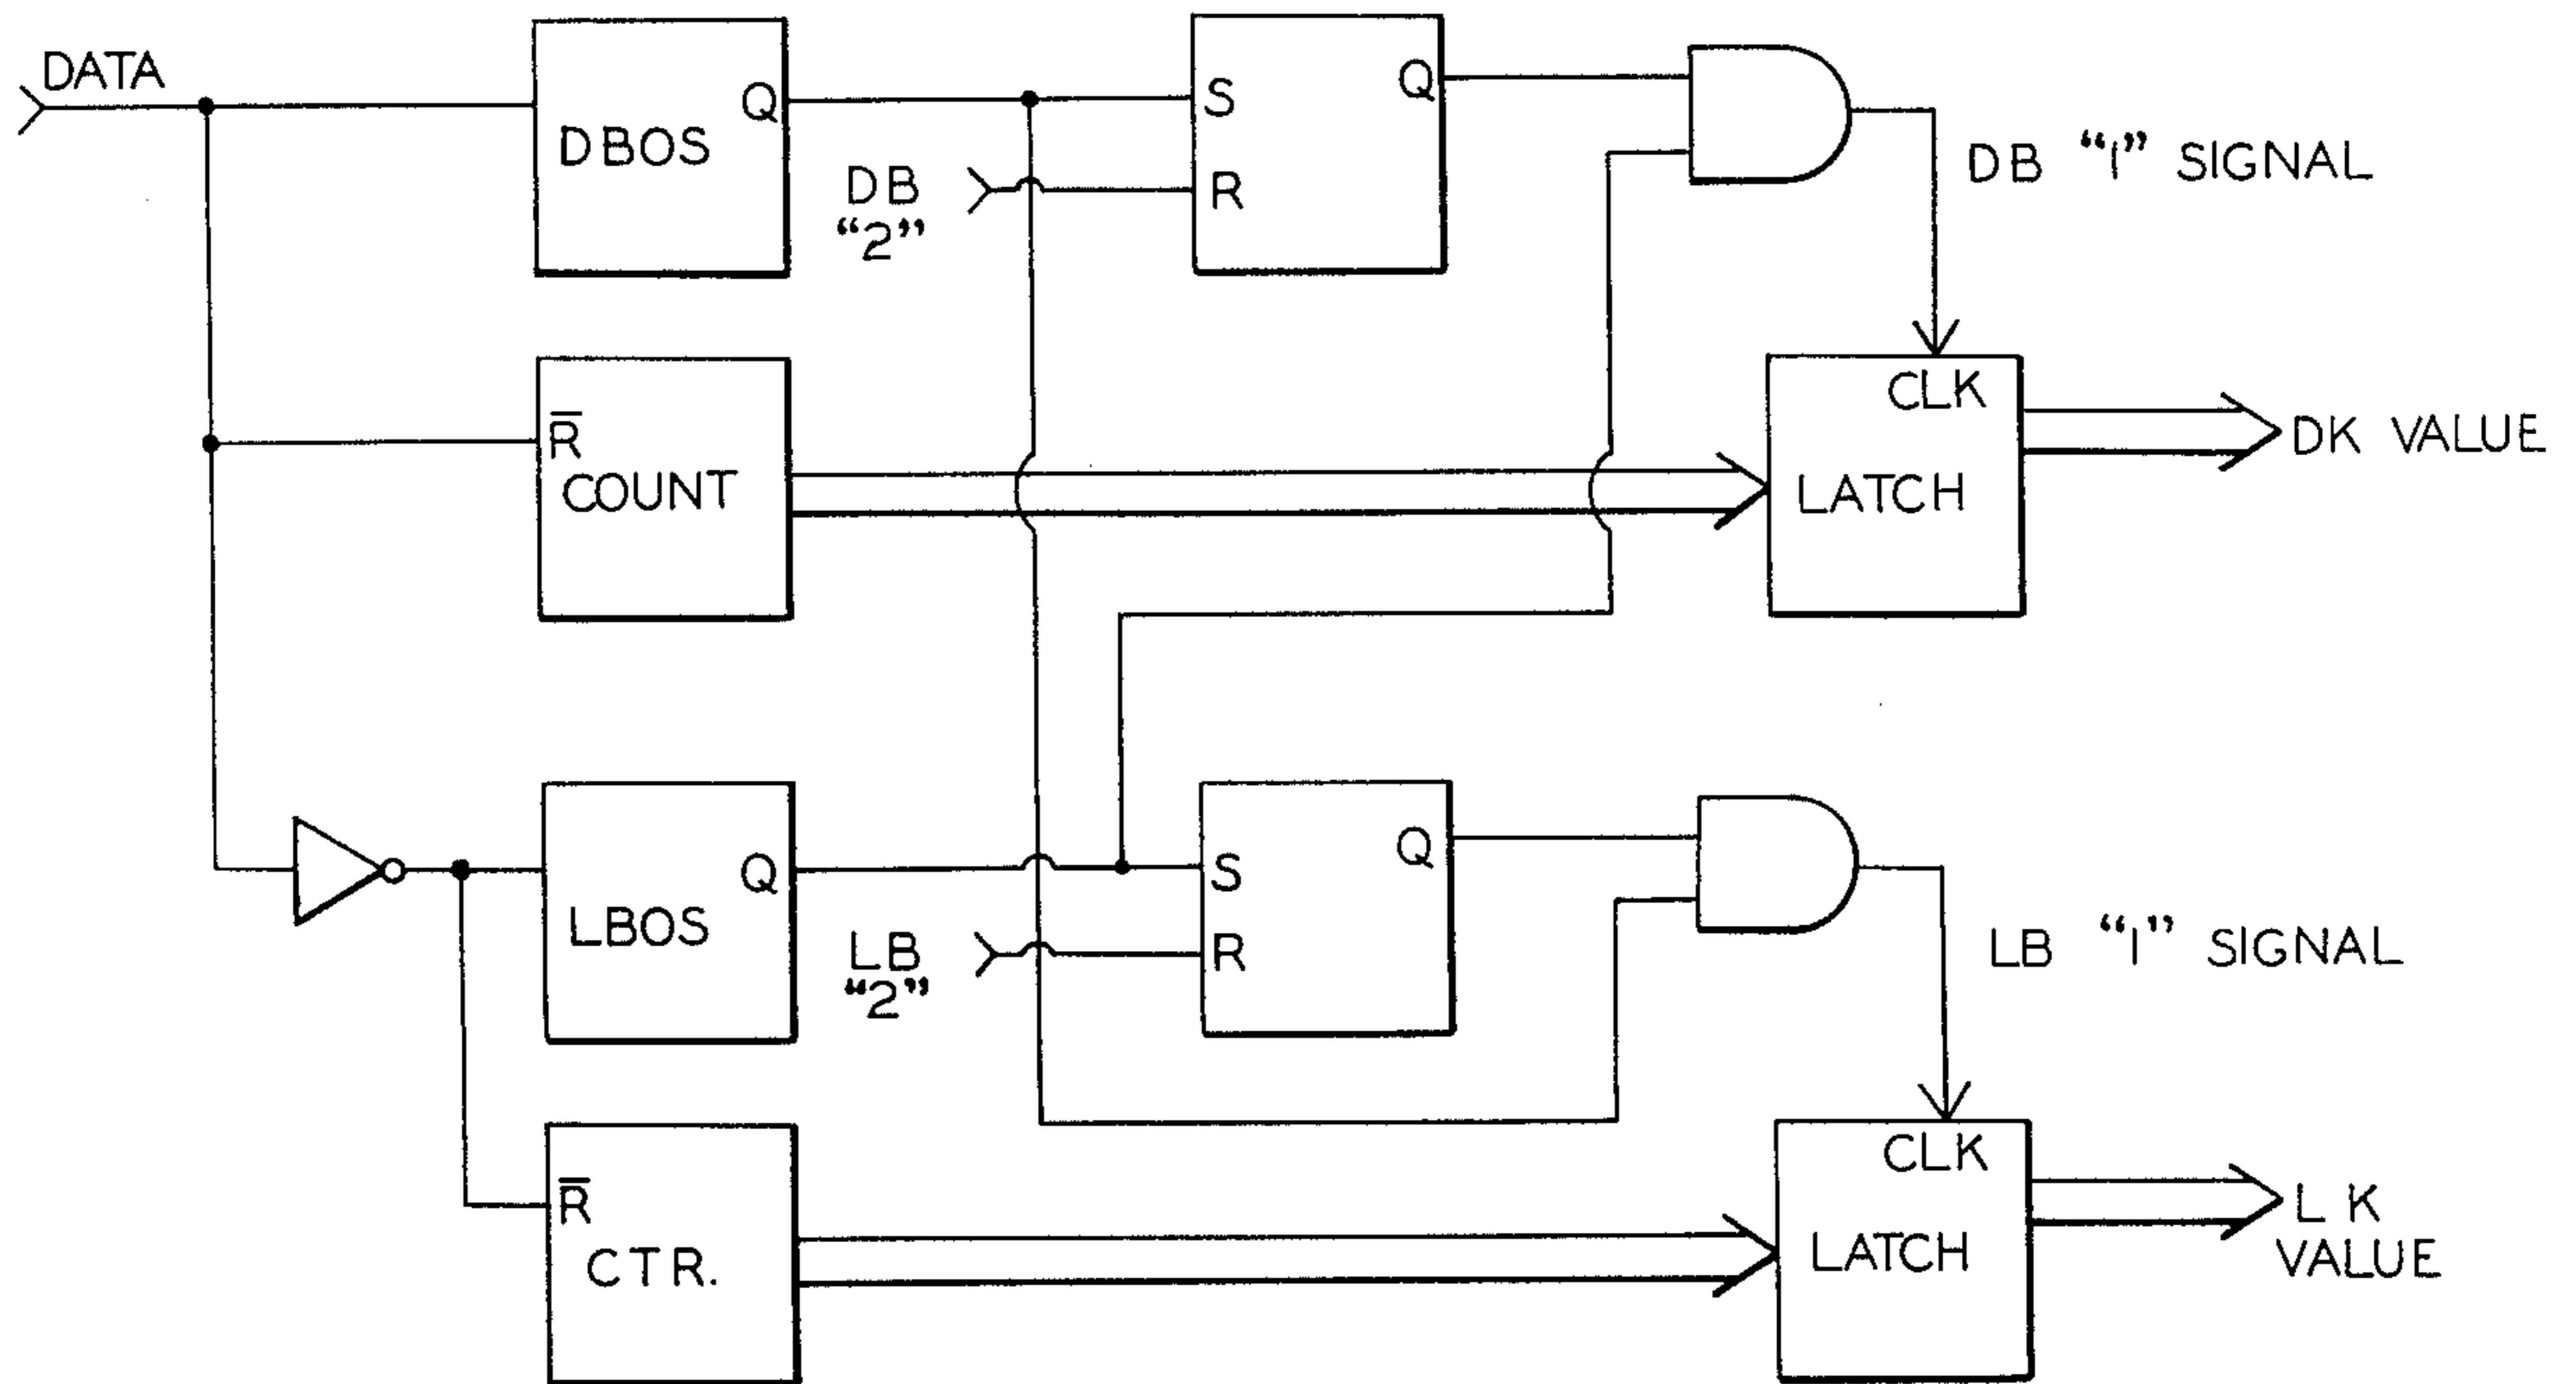 DATA
DBOS
Q
DB
“2”
S
R
Q
DB “1” SIGNAL
R̅
COUNT
CLK
LATCH
DK VALUE
LBOS
Q
LB
“2”
S
R
Q
LB “1” SIGNAL
R̅
CTR.
CLK
LATCH
LK
VALUE